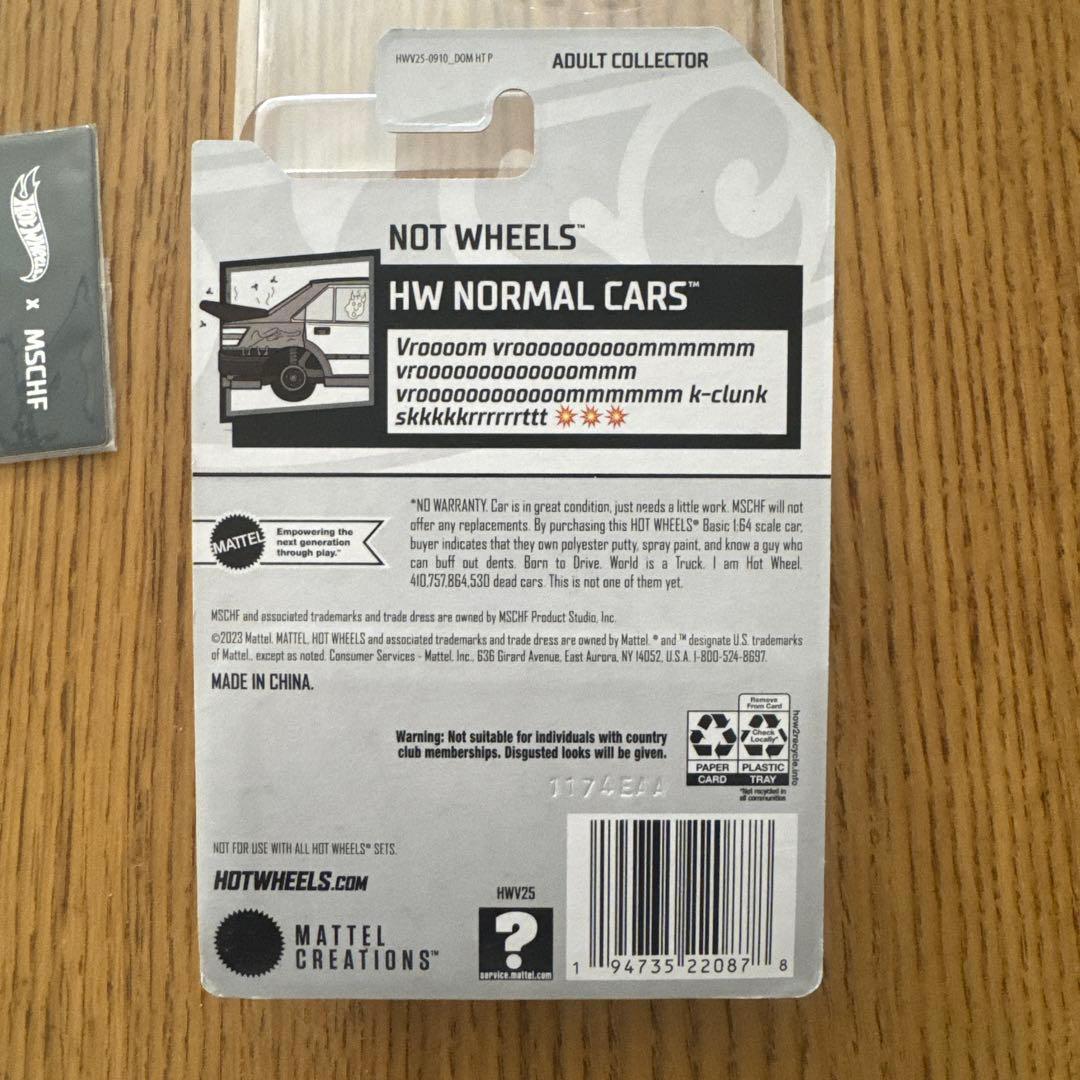 HWV25-0910_DOM HT P
ADULT COLLECTOR
HOT WHEELS x MSCHF
NOT WHEELS™
HW NORMAL CARS™
Vroooom vroooooooooommmmmm
vrooooooooooooommm
vrooooooooooooommmmmm k-clunk
skkkkkrrrrrrttt 💥💥💥
*NO WARRANTY. Car is in great condition, just needs a little work. MSCHF will not
offer any replacements. By purchasing this HOT WHEELS® Basic 1:64 scale car,
buyer indicates that they own polyester putty, spray paint, and know a guy who
can buff out dents. Born to Drive. World is a Truck. I am Hot Wheel.
410,757,864,530 dead cars. This is not one of them yet.
MATTEL
Empowering the
next generation
through play.™
MSCHF and associated trademarks and trade dress are owned by MSCHF Product Studio, Inc.
©2023 Mattel. MATTEL, HOT WHEELS and associated trademarks and trade dress are owned by Mattel. ® and ™ designate U.S. trademarks
of Mattel., except as noted. Consumer Services - Mattel, Inc., 636 Girard Avenue, East Aurora, NY 14052, U.S.A. 1-800-524-8697.
MADE IN CHINA.
Warning: Not suitable for individuals with country
club memberships. Disgusted looks will be given.
1174EAA
Remove
From Card
Check
Locally*
PAPER
CARD
PLASTIC
TRAY
*Not recycled in
all communities
how2recycle.info
NOT FOR USE WITH ALL HOT WHEELS® SETS.
HOTWHEELS.COM
MATTEL
CREATIONS™
HWV25
?
service.mattel.com
1 94735 22087 8